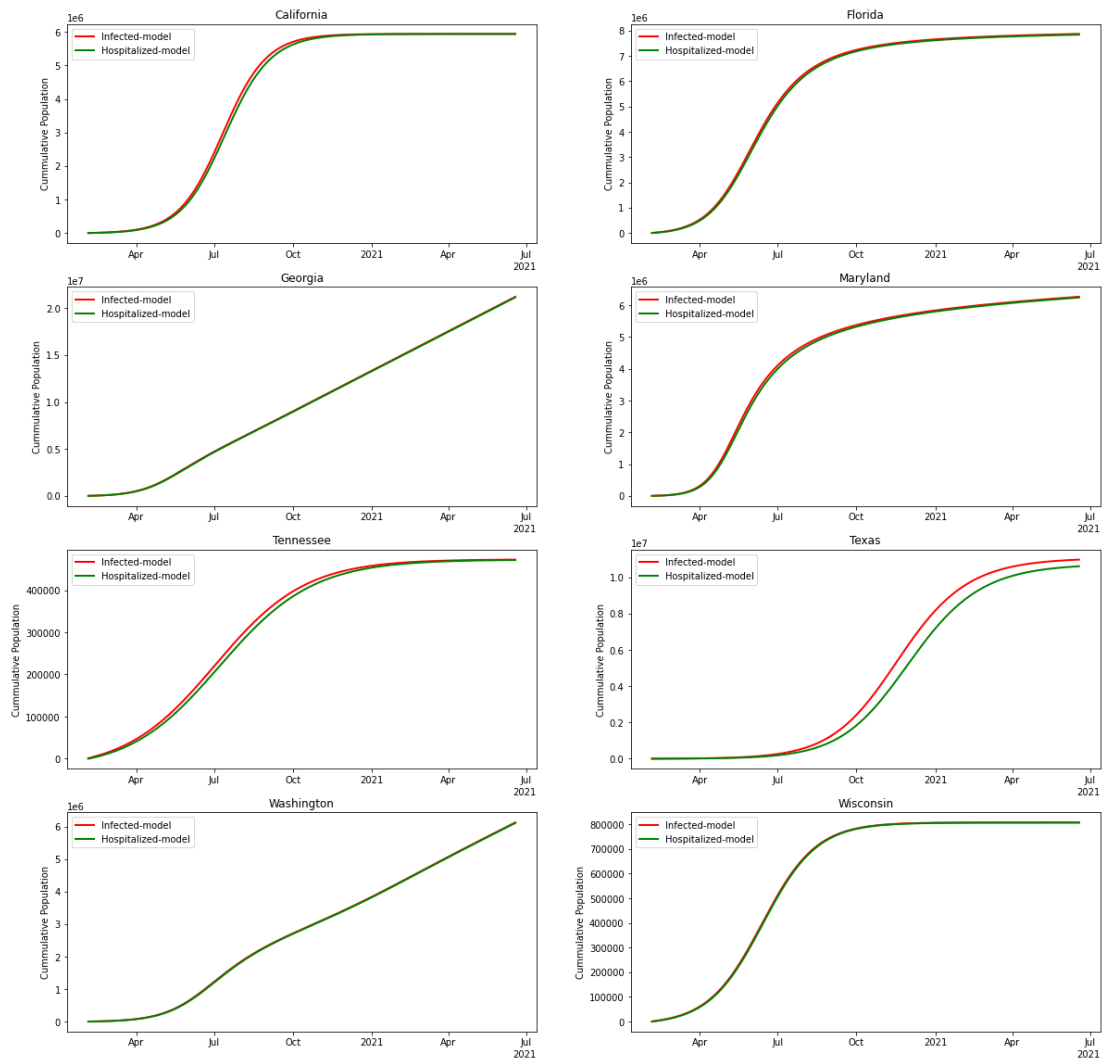 California
1e6
Infected-model
Hospitalized-model
Cummulative Population
6
5
4
3
2
1
0
Apr
Jul
Oct
2021
Apr
Jul
2021
Florida
1e6
Infected-model
Hospitalized-model
Cummulative Population
8
7
6
5
4
3
2
1
0
Apr
Jul
Oct
2021
Apr
Jul
2021
Georgia
1e7
Infected-model
Hospitalized-model
Cummulative Population
2.0
1.5
1.0
0.5
0.0
Apr
Jul
Oct
2021
Apr
Jul
2021
Maryland
1e6
Infected-model
Hospitalized-model
Cummulative Population
6
5
4
3
2
1
0
Apr
Jul
Oct
2021
Apr
Jul
2021
Tennessee
Infected-model
Hospitalized-model
Cummulative Population
400000
300000
200000
100000
0
Apr
Jul
Oct
2021
Apr
Jul
2021
Texas
1e7
Infected-model
Hospitalized-model
Cummulative Population
1.0
0.8
0.6
0.4
0.2
0.0
Apr
Jul
Oct
2021
Apr
Jul
2021
Washington
1e6
Infected-model
Hospitalized-model
Cummulative Population
6
5
4
3
2
1
0
Apr
Jul
Oct
2021
Apr
Jul
2021
Wisconsin
Infected-model
Hospitalized-model
Cummulative Population
800000
700000
600000
500000
400000
300000
200000
100000
0
Apr
Jul
Oct
2021
Apr
Jul
2021